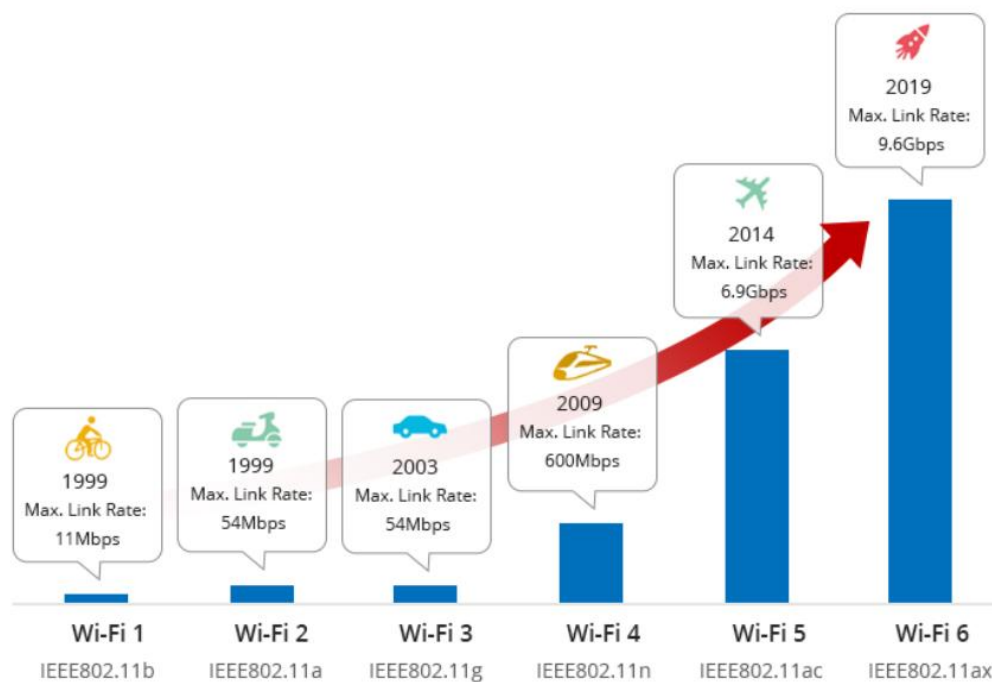 1999
Max. Link Rate:
11Mbps
1999
Max. Link Rate:
54Mbps
2003
Max. Link Rate:
54Mbps
2009
Max. Link Rate:
600Mbps
2014
Max. Link Rate:
6.9Gbps
2019
Max. Link Rate:
9.6Gbps
Wi-Fi 1
IEEE802.11b
Wi-Fi 2
IEEE802.11a
Wi-Fi 3
IEEE802.11g
Wi-Fi 4
IEEE802.11n
Wi-Fi 5
IEEE802.11ac
Wi-Fi 6
IEEE802.11ax